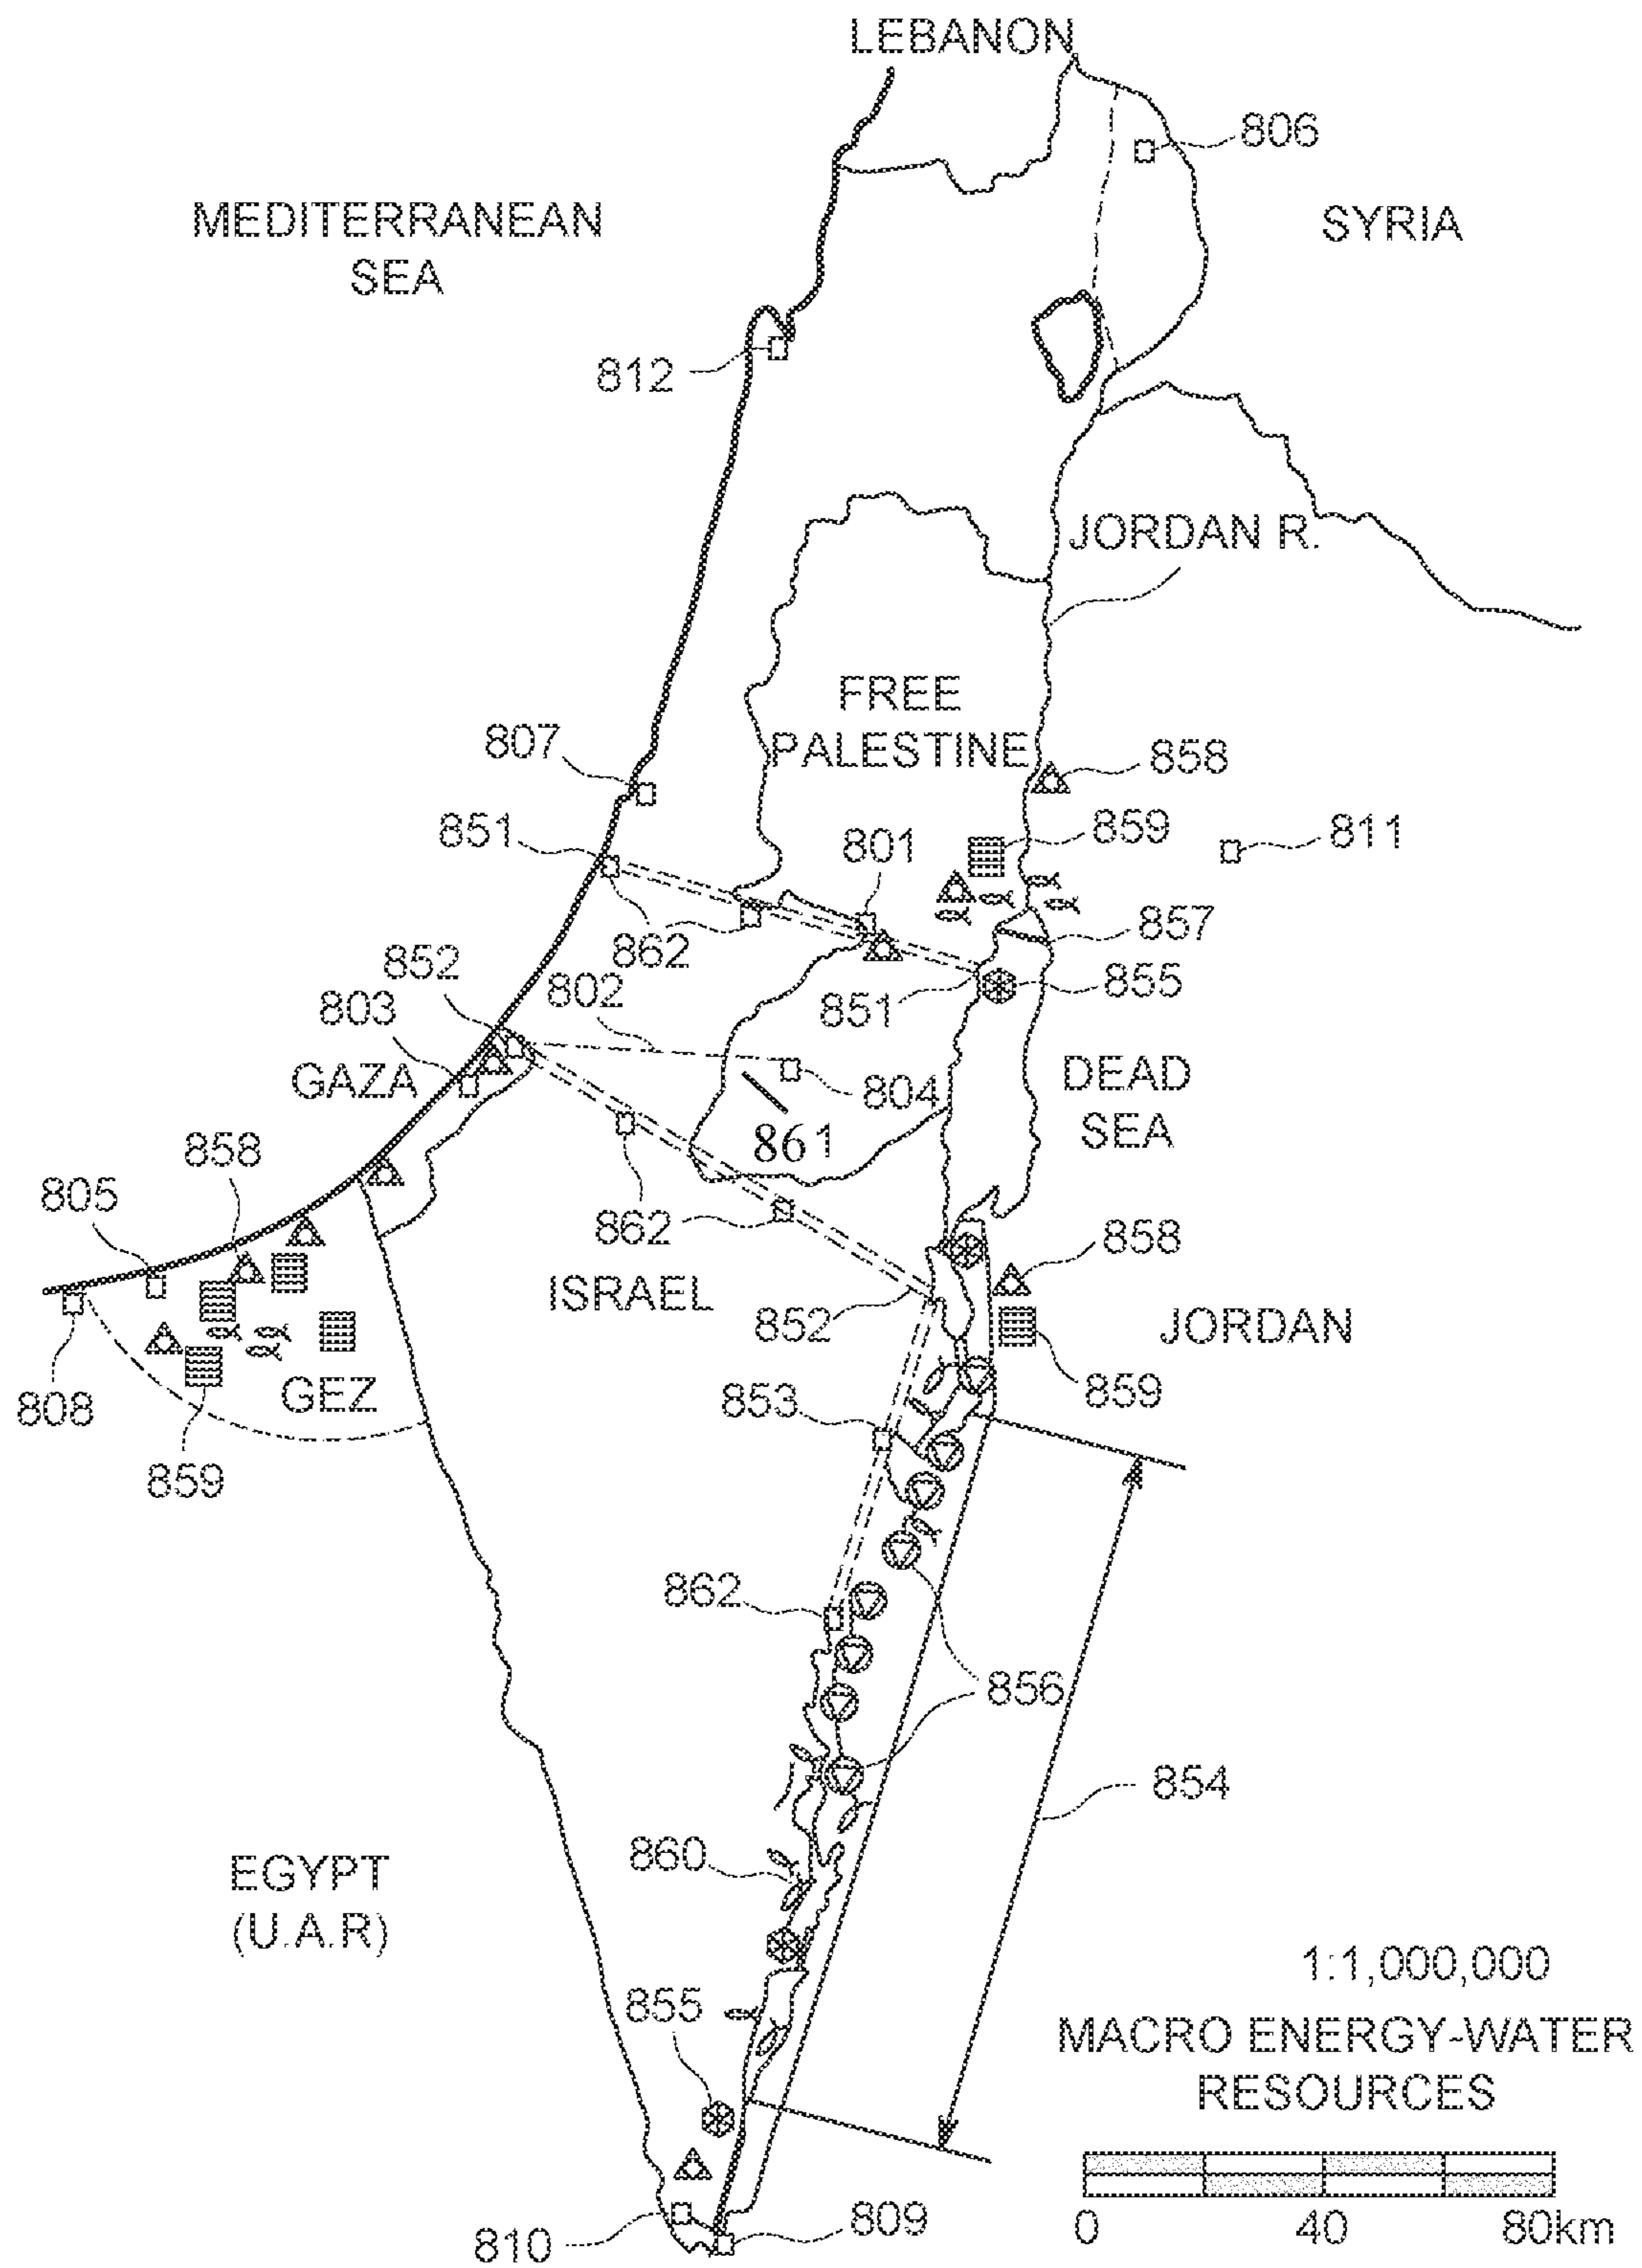 LEBANON
806
MEDITERRANEAN
SEA
SYRIA
812
JORDAN R.
FREE
PALESTINE
807
858
851
801
859
811
862
857
852
802
851
855
803
GAZA
804
DEAD
SEA
861
858
805
862
858
ISRAEL
852
JORDAN
808
GEZ
853
859
859
862
856
854
860
EGYPT
(U.A.R)
1:1,000,000
855
MACRO ENERGY-WATER
RESOURCES
810
809
0 40 80km